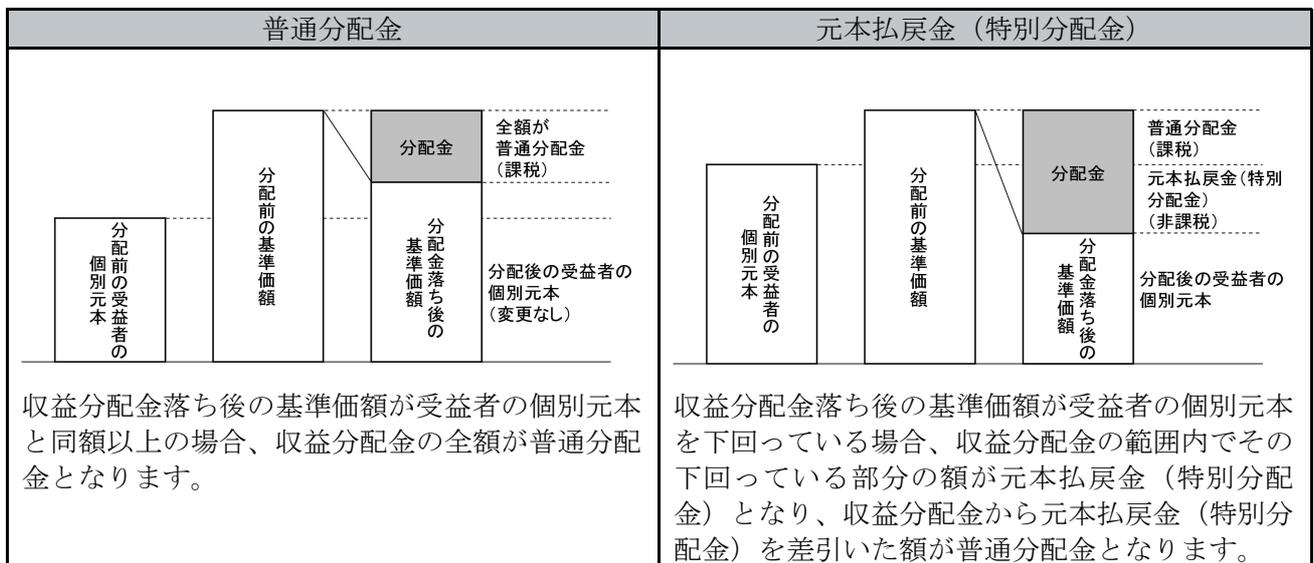 普通分配金
分配前の受益者の
個別元本
分配前の基準価額
分配金
分配金落ち後の
基準価額
全額が
普通分配金
(課税)
分配後の受益者の
個別元本
(変更なし)
収益分配金落ち後の基準価額が受益者の個別元本
と同額以上の場合、収益分配金の全額が普通分配
金となります。
元本払戻金（特別分配金）
分配前の受益者の
個別元本
分配前の基準価額
分配金
分配金落ち後の
基準価額
普通分配金
(課税)
元本払戻金(特別
分配金)
(非課税)
分配後の受益者の
個別元本
収益分配金落ち後の基準価額が受益者の個別元本
を下回っている場合、収益分配金の範囲内でその
下回っている部分の額が元本払戻金（特別分配
金）となり、収益分配金から元本払戻金（特別分
配金）を差引いた額が普通分配金となります。